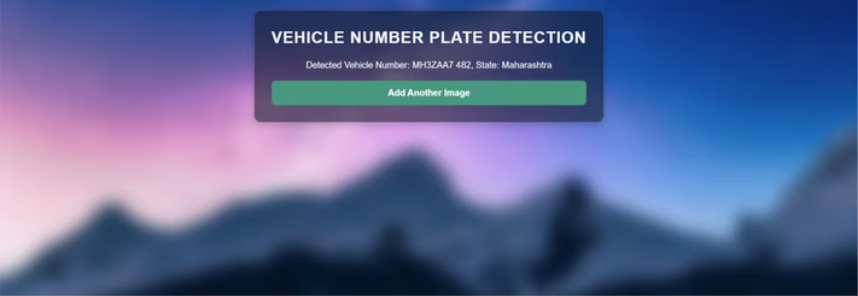 VEHICLE NUMBER PLATE DETECTION
Detected Vehicle Number: MH3ZAA7 482, State: Maharashtra
Add Another Image